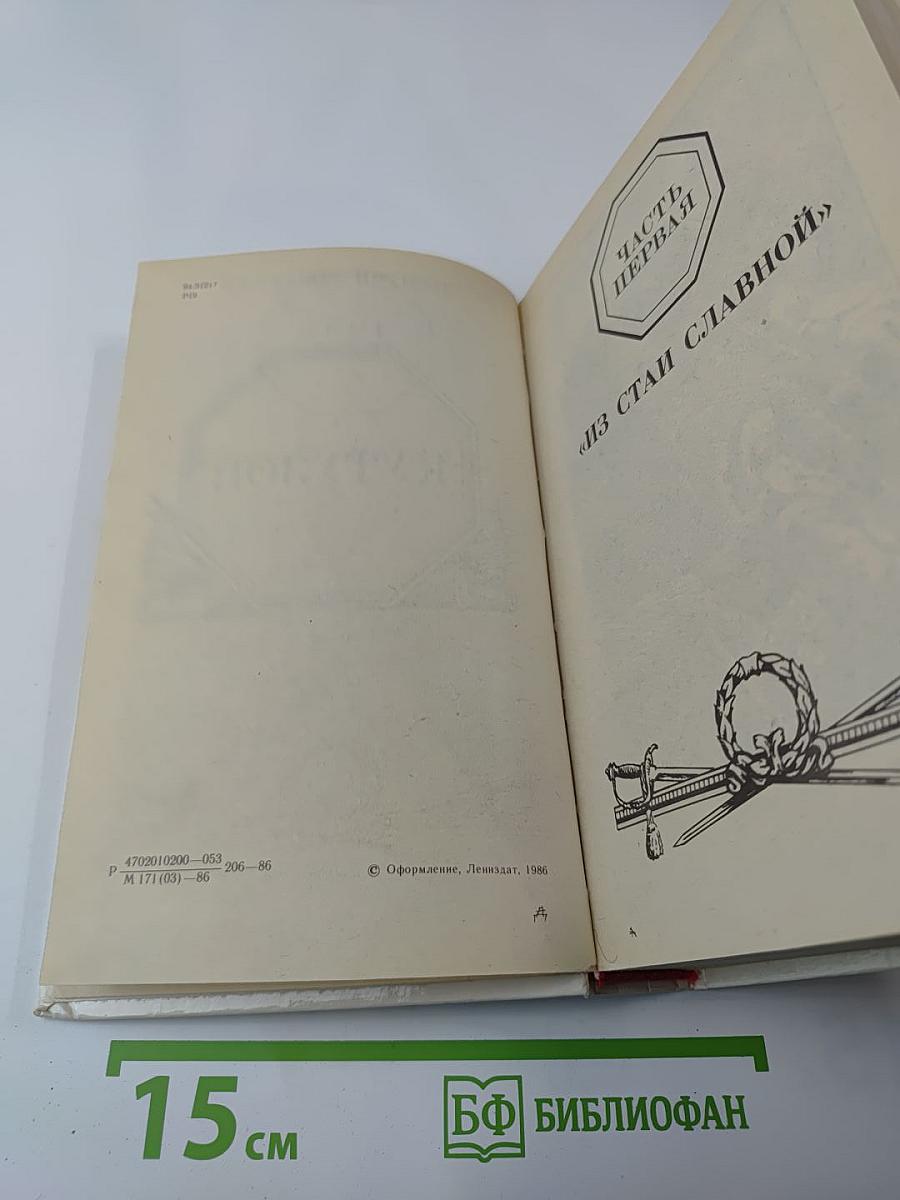 Р 4702010200—053
М 171(03)—86 206—86
© Оформление, Лениздат, 1986
ЧАСТЬ
ПЕРВАЯ
«ИЗ СТАИ СЛАВНОЙ»
15 см
БФ БИБЛИОФАН